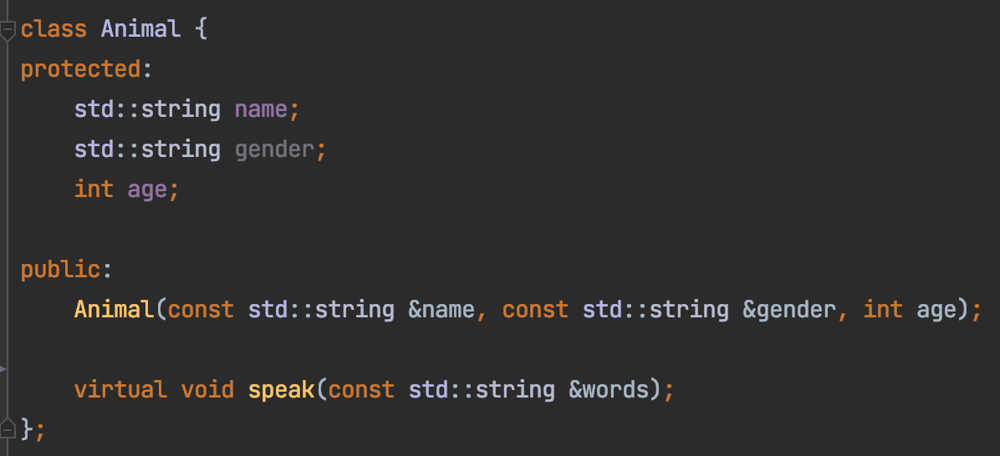 class Animal {
protected:
    std::string name;
    std::string gender;
    int age;

public:
    Animal(const std::string &name, const std::string &gender, int age);

    virtual void speak(const std::string &words);
};